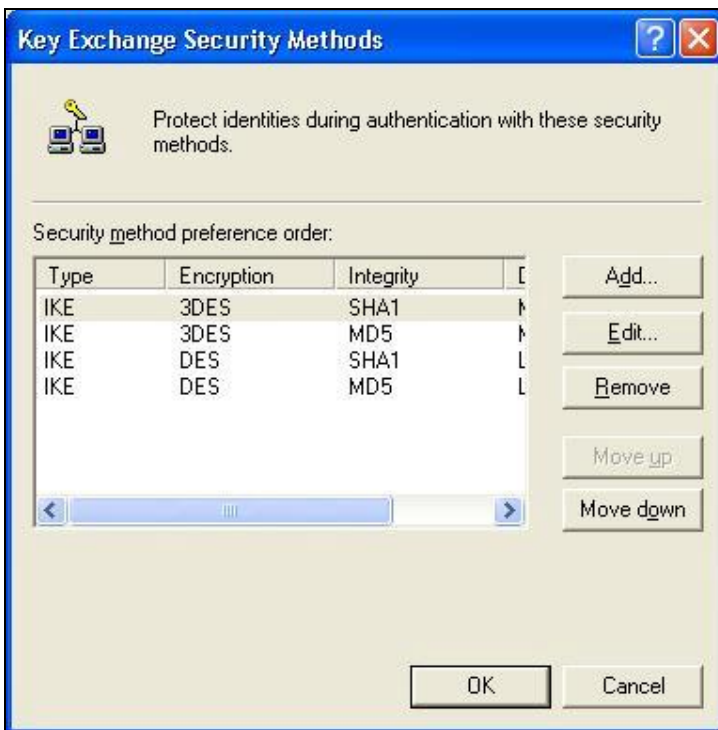 Key Exchange Security Methods
Protect identities during authentication with these security
methods.
Security method preference order:
Type Encryption Integrity
IKE 3DES SHA1
IKE 3DES MD5
IKE DES SHA1
IKE DES MD5
Add...
Edit...
Remove
Move up
Move down
OK
Cancel